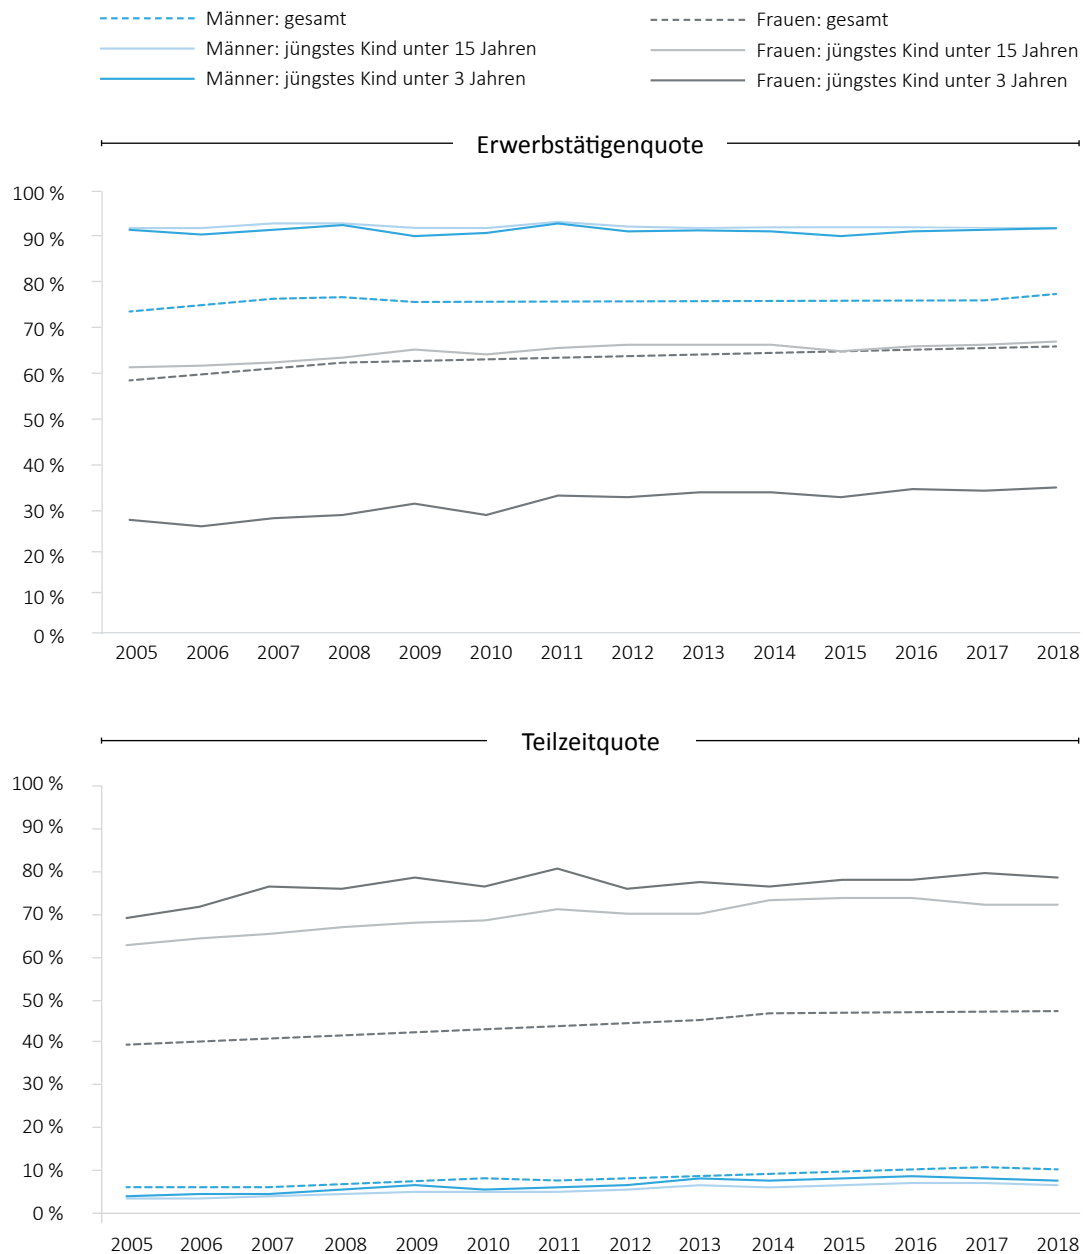 Männer: gesamt
Männer: jüngstes Kind unter 15 Jahren
Männer: jüngstes Kind unter 3 Jahren
Frauen: gesamt
Frauen: jüngstes Kind unter 15 Jahren
Frauen: jüngstes Kind unter 3 Jahren
Erwerbstätigenquote
100 %
90 %
80 %
70 %
60 %
50 %
40 %
30 %
20 %
10 %
0 %
2005 2006 2007 2008 2009 2010 2011 2012 2013 2014 2015 2016 2017 2018
Teilzeitquote
100 %
90 %
80 %
70 %
60 %
50 %
40 %
30 %
20 %
10 %
0 %
2005 2006 2007 2008 2009 2010 2011 2012 2013 2014 2015 2016 2017 2018